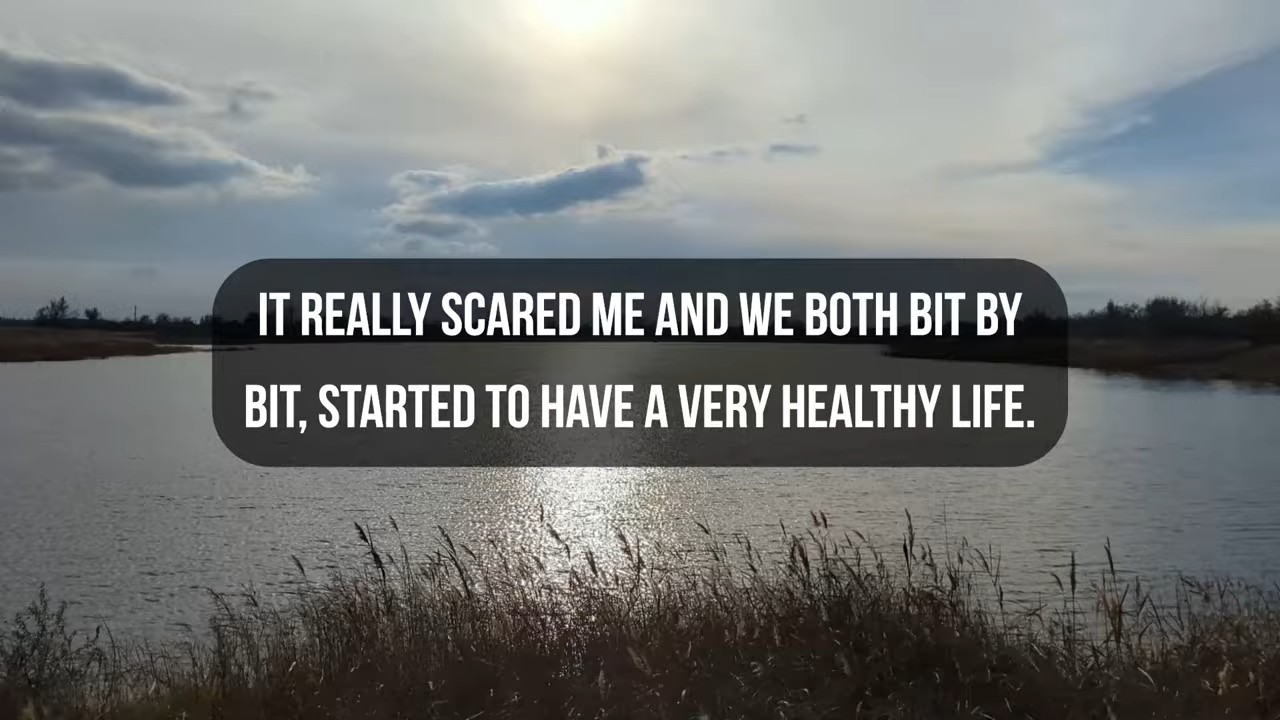 IT REALLY SCARED ME AND WE BOTH BIT BY
BIT, STARTED TO HAVE A VERY HEALTHY LIFE.